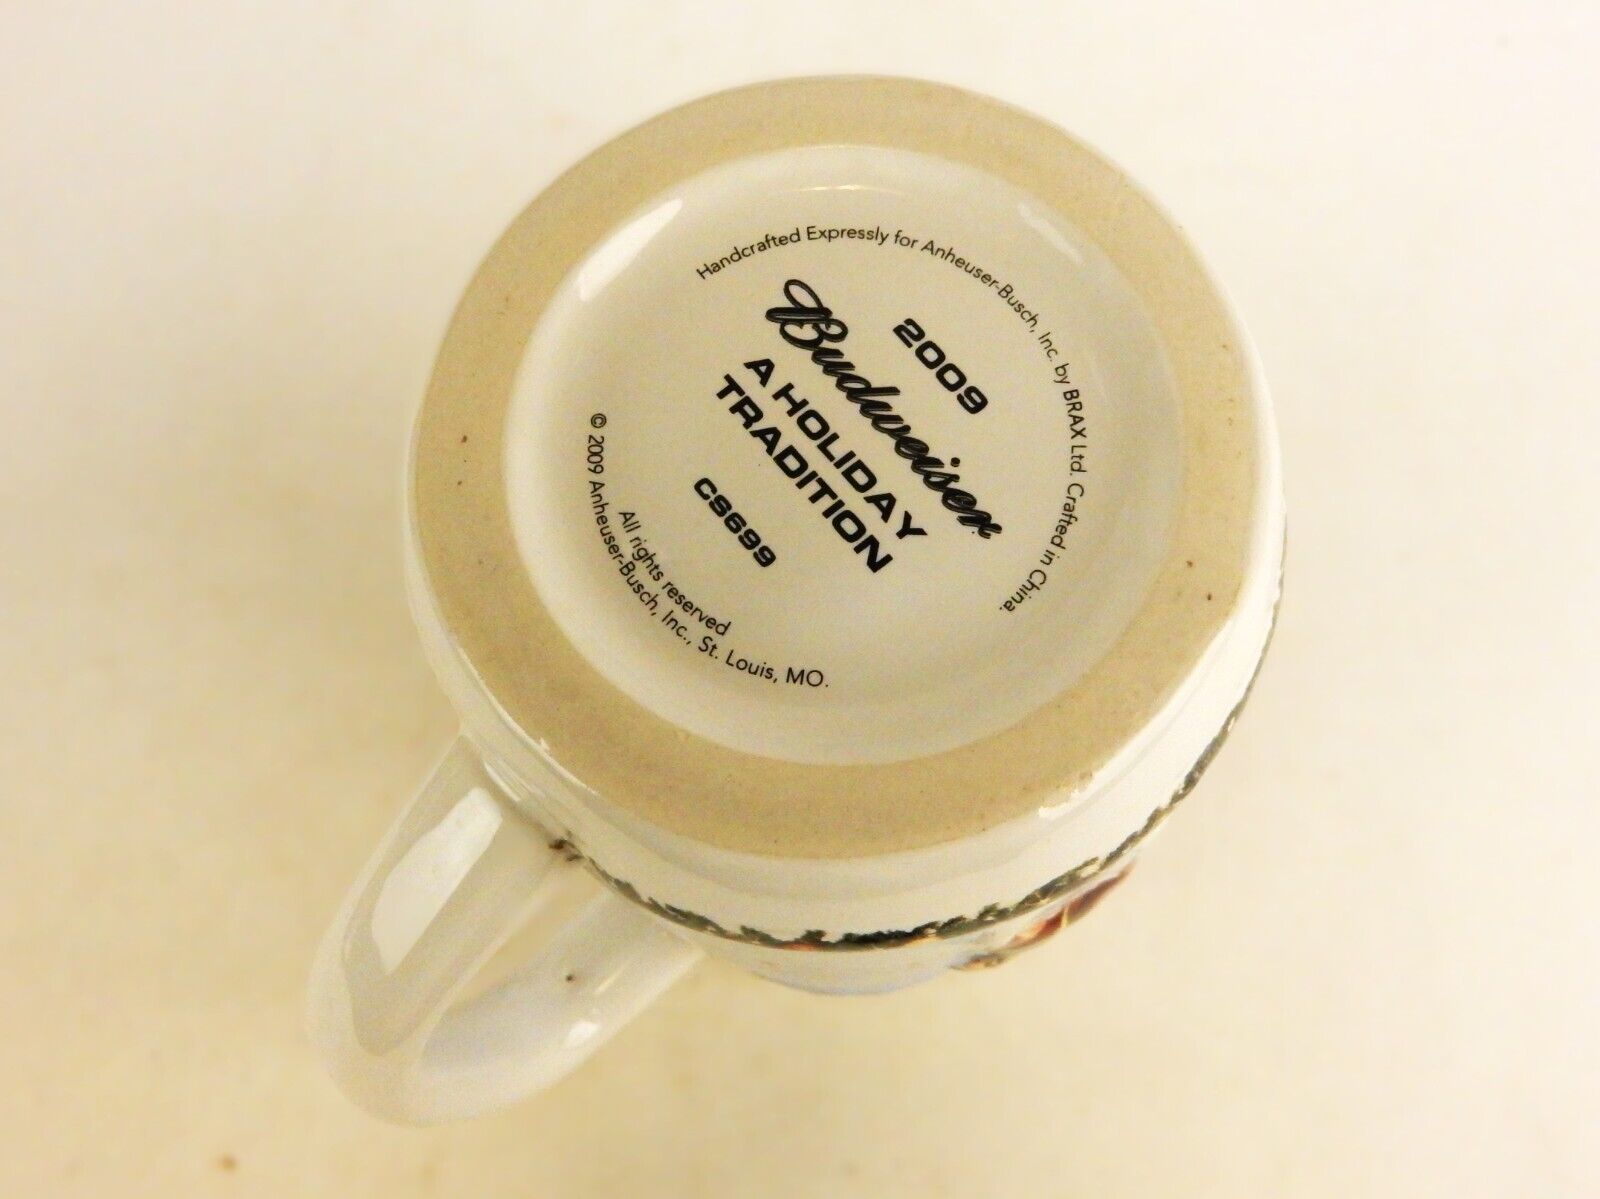 Handcrafted Expressly for Anheuser-Busch, Inc. by BRAX Ltd. Crafted in China.
2009
Budweiser
A HOLIDAY
TRADITION
CS699
All rights reserved
© 2009 Anheuser-Busch, Inc., St. Louis, MO.